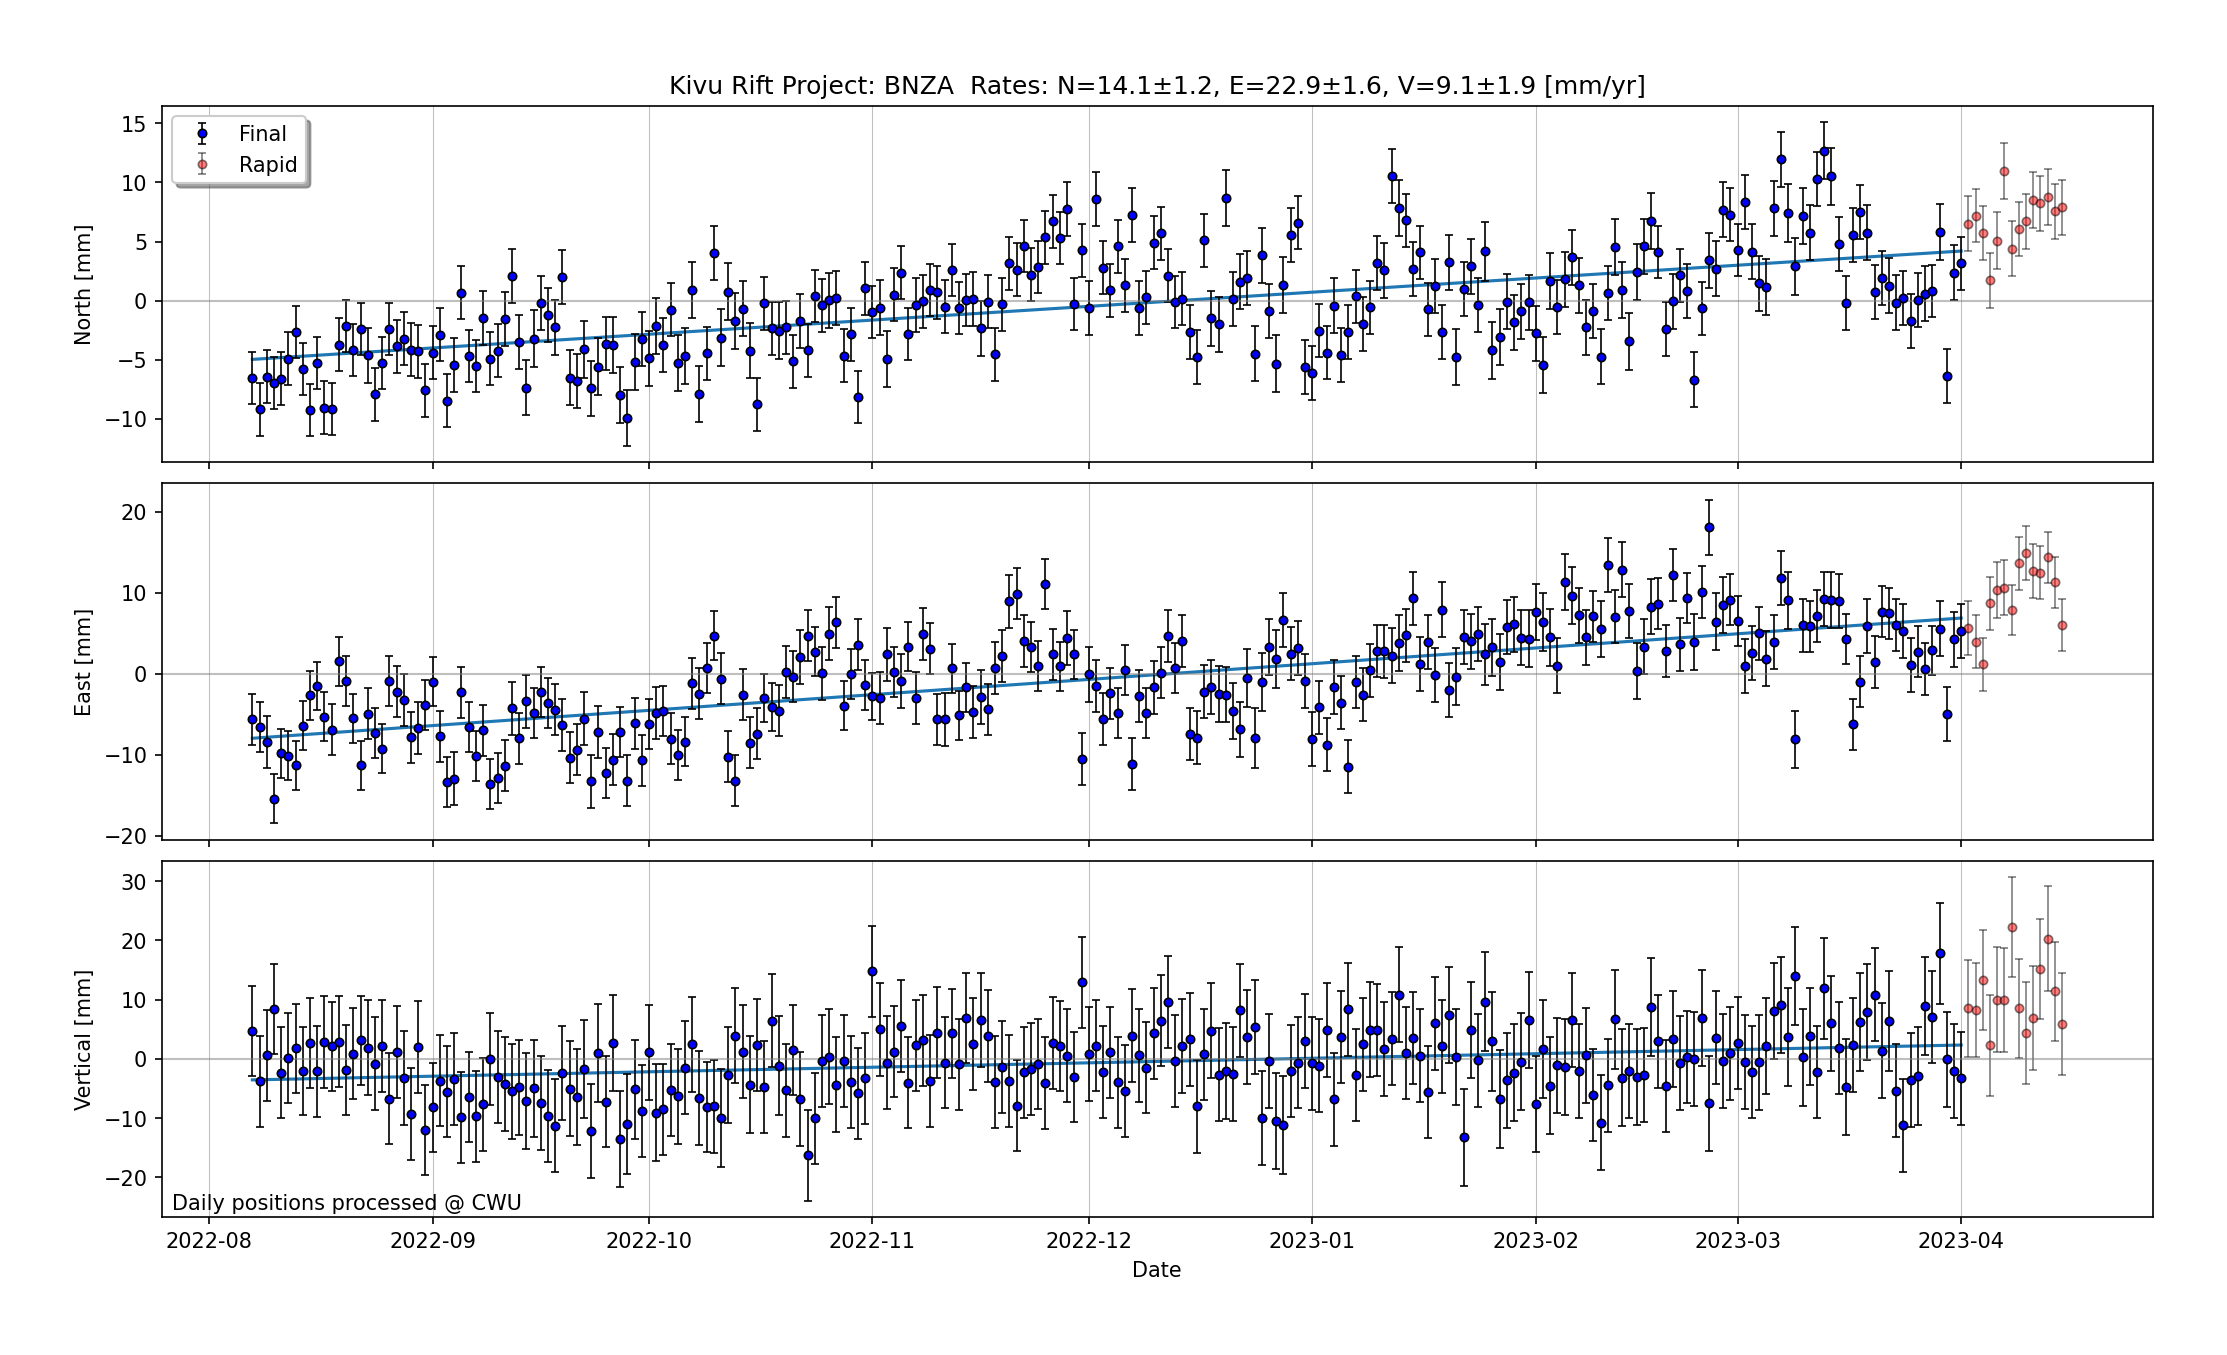 Kivu Rift Project: BNZA  Rates: N=14.1±1.2, E=22.9±1.6, V=9.1±1.9 [mm/yr]
Final
Rapid
North [mm]
15
10
5
0
−5
−10
East [mm]
20
10
0
−10
−20
Vertical [mm]
30
20
10
0
−10
−20
Daily positions processed @ CWU
2022-08 2022-09 2022-10 2022-11 2022-12 2023-01 2023-02 2023-03 2023-04
Date